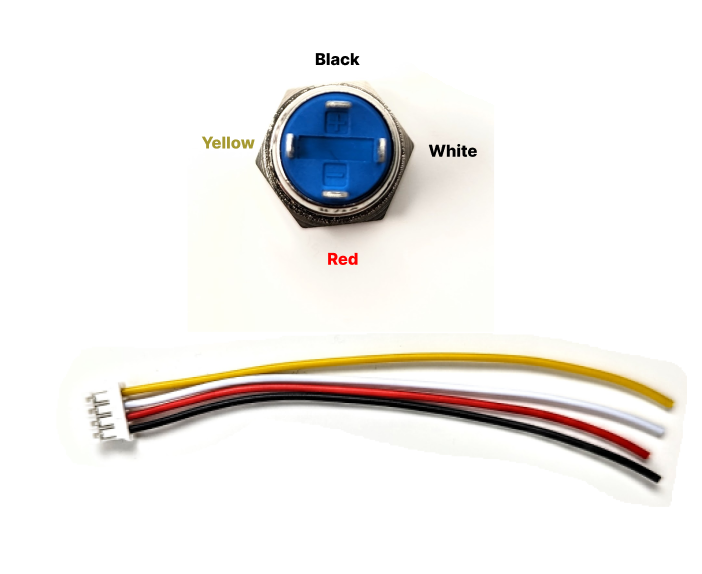 Black
Yellow
White
+
-
Red